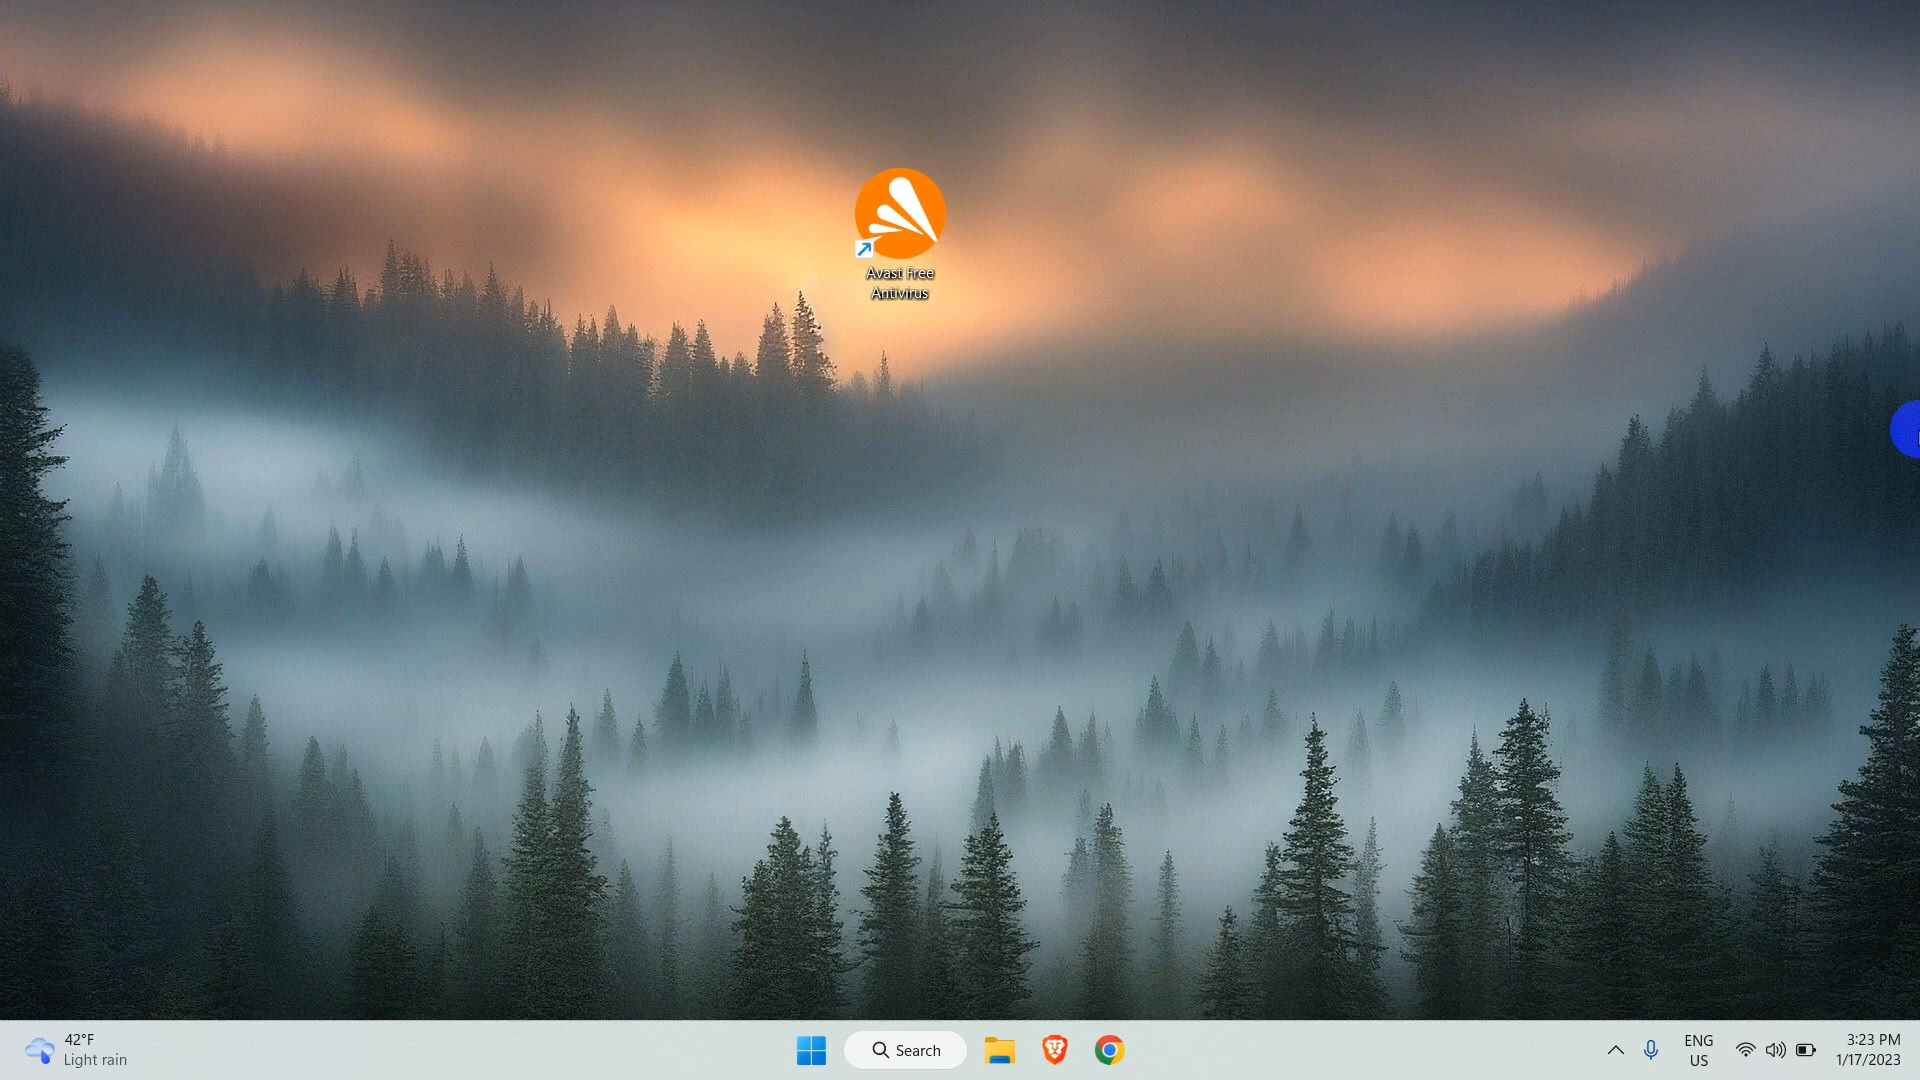 Avast Free
Antivirus
42°F
Light rain
Search
ENG
US
3:23 PM
1/17/2023